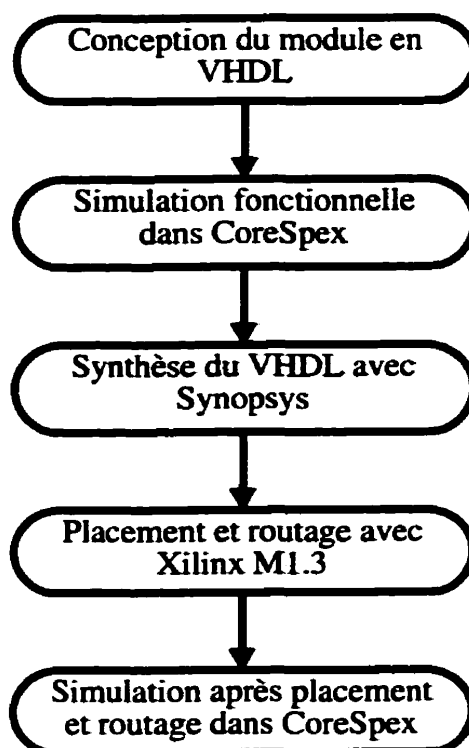 Conception du module en
VHDL
Simulation fonctionnelle
dans CoreSpex
Synthèse du VHDL avec
Synopsys
Placement et routage avec
Xilinx M1.3
Simulation après placement
et routage dans CoreSpex